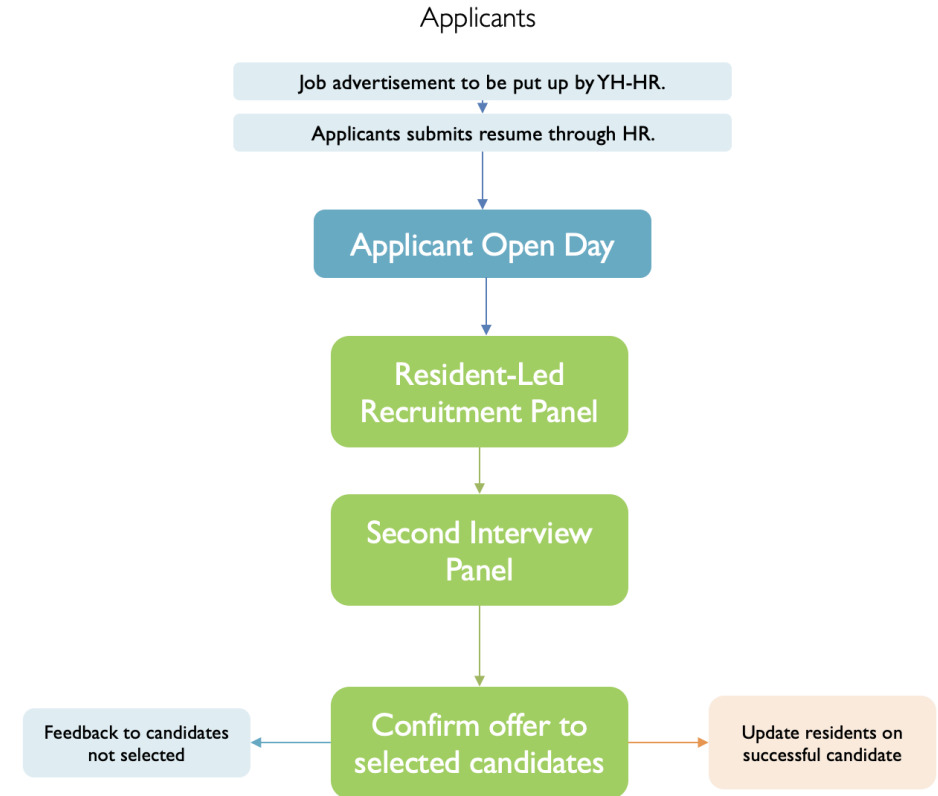 Applicants
Job advertisement to be put up by YH-HR.
Applicants submits resume through HR.
Applicant Open Day
Resident-Led
Recruitment Panel
Second Interview
Panel
Confirm offer to
selected candidates
Feedback to candidates
not selected
Update residents on
successful candidate